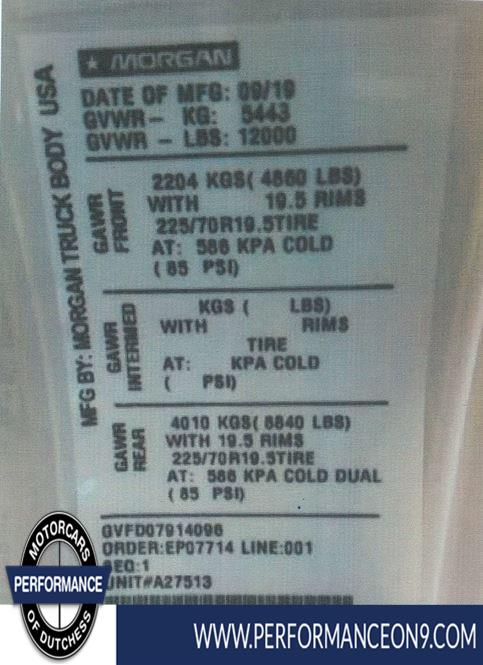 ★ MORGAN
DATE OF MFG: 09/19
GVWR - KG: 5443
GVWR - LBS: 12000
MFG BY: MORGAN TRUCK BODY USA
GAWR
FRONT
2204 KGS( 4860 LBS)
WITH 19.5 RIMS
225/70R19.5TIRE
AT: 586 KPA COLD
( 85 PSI)
GAWR
INTERMED
KGS ( LBS)
WITH RIMS
TIRE
AT: KPA COLD
( PSI)
GAWR
REAR
4010 KGS( 8840 LBS)
WITH 19.5 RIMS
225/70R19.5TIRE
AT: 586 KPA COLD DUAL
( 85 PSI)
GVFD07914096
ORDER:EP07714 LINE:001
SEQ:1
UNIT#A27513
MOTORCARS
PERFORMANCE
OF DUTCHESS
WWW.PERFORMANCEON9.COM